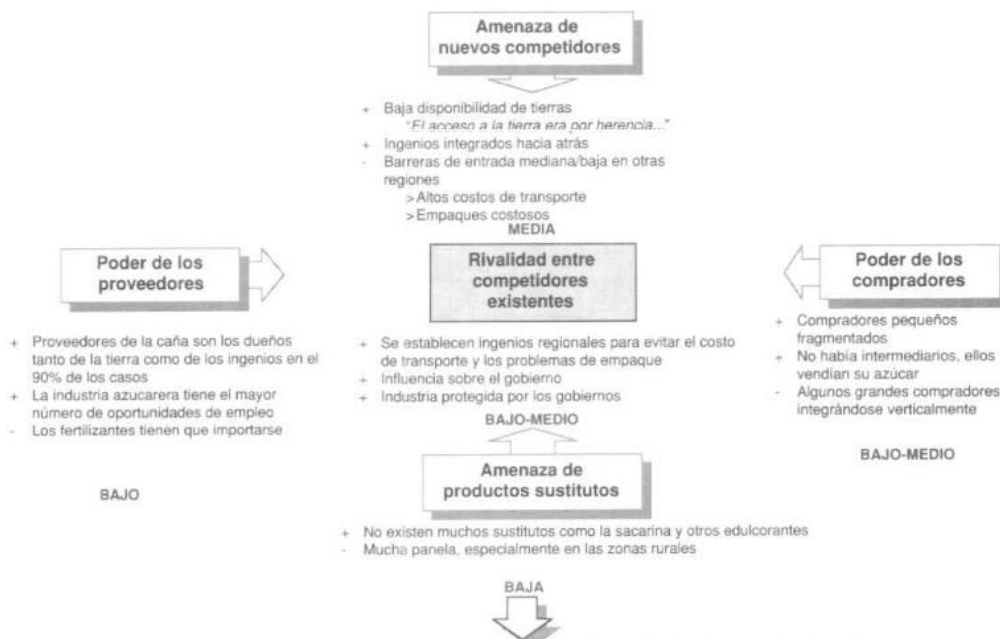 Amenaza de
nuevos competidores
+ Baja disponibilidad de tierras
"El acceso a la tierra era por herencia..."
+ Ingenios integrados hacia atrás
- Barreras de entrada mediana/baja en otras
regiones
> Altos costos de transporte
> Empaques costosos
MEDIA
Poder de los
proveedores
+ Proveedores de la caña son los dueños
tanto de la tierra como de los ingenios en el
90% de los casos
+ La industria azucarera tiene el mayor
número de oportunidades de empleo
- Los fertilizantes tienen que importarse
BAJO
Rivalidad entre
competidores
existentes
+ Se establecen ingenios regionales para evitar el costo
de transporte y los problemas de empaque
+ Influencia sobre el gobierno
+ Industria protegida por los gobiernos
BAJO-MEDIO
Poder de los
compradores
+ Compradores pequeños
fragmentados
+ No había intermediarios, ellos
vendían su azúcar
- Algunos grandes compradores
integrándose verticalmente
BAJO-MEDIO
Amenaza de
productos sustitutos
+ No existen muchos sustitutos como la sacarina y otros edulcorantes
- Mucha panela, especialmente en las zonas rurales
BAJA